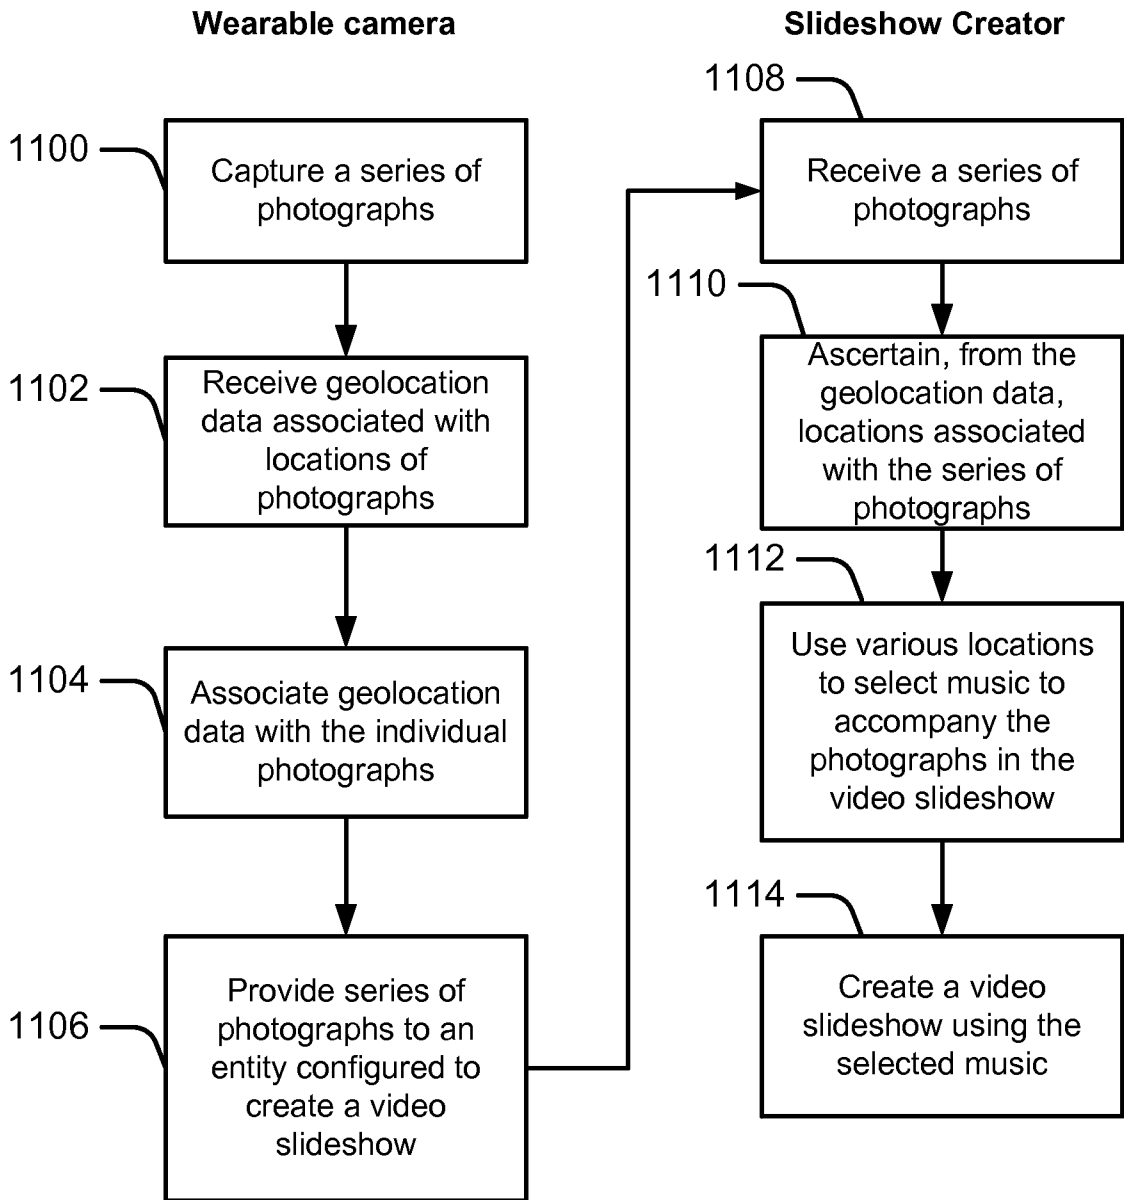 Wearable camera
1100
Capture a series of
photographs
1102
Receive geolocation
data associated with
locations of
photographs
1104
Associate geolocation
data with the individual
photographs
1106
Provide series of
photographs to an
entity configured to
create a video
slideshow
Slideshow Creator
1108
Receive a series of
photographs
1110
Ascertain, from the
geolocation data,
locations associated
with the series of
photographs
1112
Use various locations
to select music to
accompany the
photographs in the
video slideshow
1114
Create a video
slideshow using the
selected music